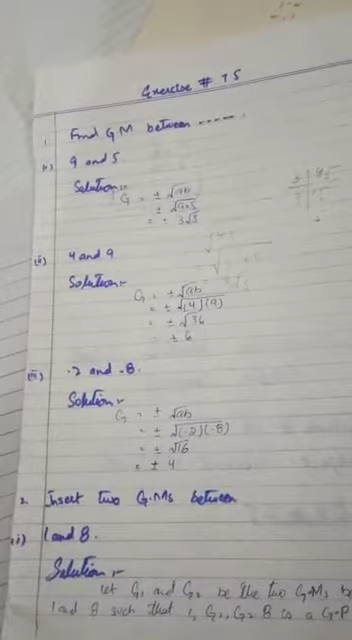 Exercise # 7.5
1. Find G M between -----.
(i) 9 and 5
Solution:-
G = ± √ab
± √9×5
= ± 3√5
(ii) 4 and 9
Solution:-
G = ± √ab
= ± √(4)(9)
= ± √36
± 6
(iii) -2 and -8.
Solution:-
G = ± √ab
= ± √(-2)(-8)
= ± √16
= ± 4
2. Insert two G.Ms between
(i) 1 and 8.
Solution:-
let G1 and G2 be the two G.Ms be
1 and 8 such that 1, G1, G2, 8 is a G.P